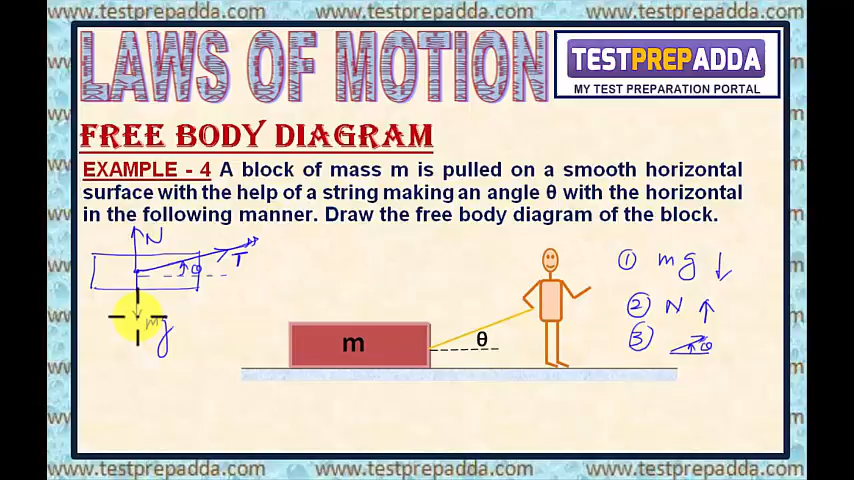 www.testprepadda.com www.testprepadda.com www.testprepadda.com
LAWS OF MOTION
TESTPREPADDA
MY TEST PREPARATION PORTAL
FREE BODY DIAGRAM
EXAMPLE - 4 A block of mass m is pulled on a smooth horizontal
surface with the help of a string making an angle θ with the horizontal
in the following manner. Draw the free body diagram of the block.
N
T
θ
mg
m
θ
① mg ↓
② N ↑
③ θ
www.testprepadda.com www.testprepadda.com www.testprepadda.com